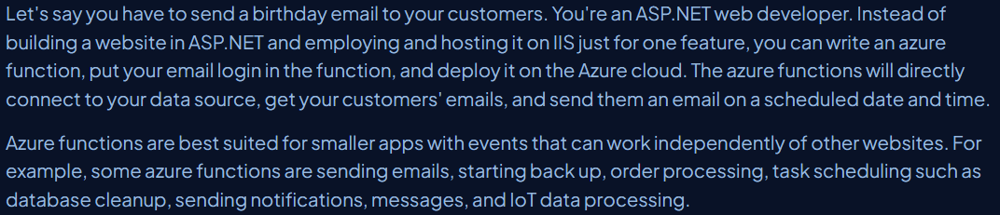 Let's say you have to send a birthday email to your customers. You're an ASP.NET web developer. Instead of
building a website in ASP.NET and employing and hosting it on IIS just for one feature, you can write an azure
function, put your email login in the function, and deploy it on the Azure cloud. The azure functions will directly
connect to your data source, get your customers' emails, and send them an email on a scheduled date and time.
Azure functions are best suited for smaller apps with events that can work independently of other websites. For
example, some azure functions are sending emails, starting back up, order processing, task scheduling such as
database cleanup, sending notifications, messages, and IoT data processing.